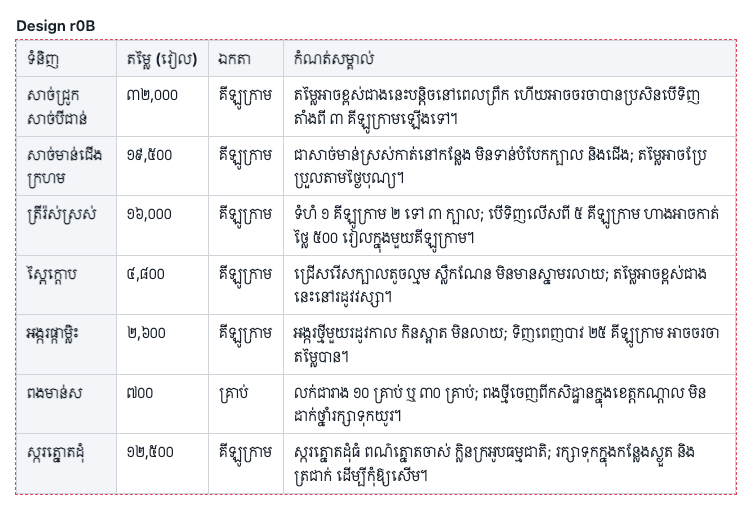 Design r0B
ទំនិញ តម្លៃ (រៀល) ឯកតា កំណត់សម្គាល់
សាច់ជ្រូក
សាច់បីជាន់
៣២,០០០ គីឡូក្រាម
តម្លៃអាចខ្ពស់ជាងនេះបន្តិចនៅពេលព្រឹក ហើយអាចចរចាបានប្រសិនបើទិញ
តាំងពី ៣ គីឡូក្រាមឡើងទៅ។
សាច់មាន់ជើង
ក្រហម
១៩,៥០០ គីឡូក្រាម
ជាសាច់មាន់ស្រស់កាត់នៅកន្លែង មិនទាន់បំបែកក្បាល និងជើង; តម្លៃអាចប្រែ
ប្រួលតាមថ្ងៃបុណ្យ។
ត្រីរ៉ស់ស្រស់ ១៦,០០០ គីឡូក្រាម
ទំហំ ១ គីឡូក្រាម ២ ទៅ ៣ ក្បាល; បើទិញលើសពី ៥ គីឡូក្រាម ហាងអាចកាត់
ថ្លៃ ៥០០ រៀលក្នុងមួយគីឡូក្រាម។
ស្ពៃក្តោប ៤,៨០០ គីឡូក្រាម
ជ្រើសរើសក្បាលតូចល្មម ស្លឹកណែន មិនមានស្នាមរលាយ; តម្លៃអាចខ្ពស់ជាង
នេះនៅរដូវវស្សា។
អង្ករផ្កាម្លិះ ២,៦០០ គីឡូក្រាម
អង្ករថ្មីមួយរដូវកាល កិនស្អាត មិនលាយ; ទិញពេញបាវ ២៥ គីឡូក្រាម អាចចរចា
តម្លៃបាន។
ពងមាន់ស ៧០០ គ្រាប់
លក់ជារាង ១០ គ្រាប់ ឬ ៣០ គ្រាប់; ពងថ្មីចេញពីកសិដ្ឋានក្នុងខេត្តកណ្តាល មិន
ដាក់ថ្នាំរក្សាទុកយូរ។
ស្ករត្នោតដុំ ១២,៥០០ គីឡូក្រាម
ស្ករត្នោតដុំធំ ពណ៌ត្នោតចាស់ ក្លិនក្រអូបធម្មជាតិ; រក្សាទុកក្នុងកន្លែងស្ងួត និង
ត្រជាក់ ដើម្បីកុំឱ្យសើម។